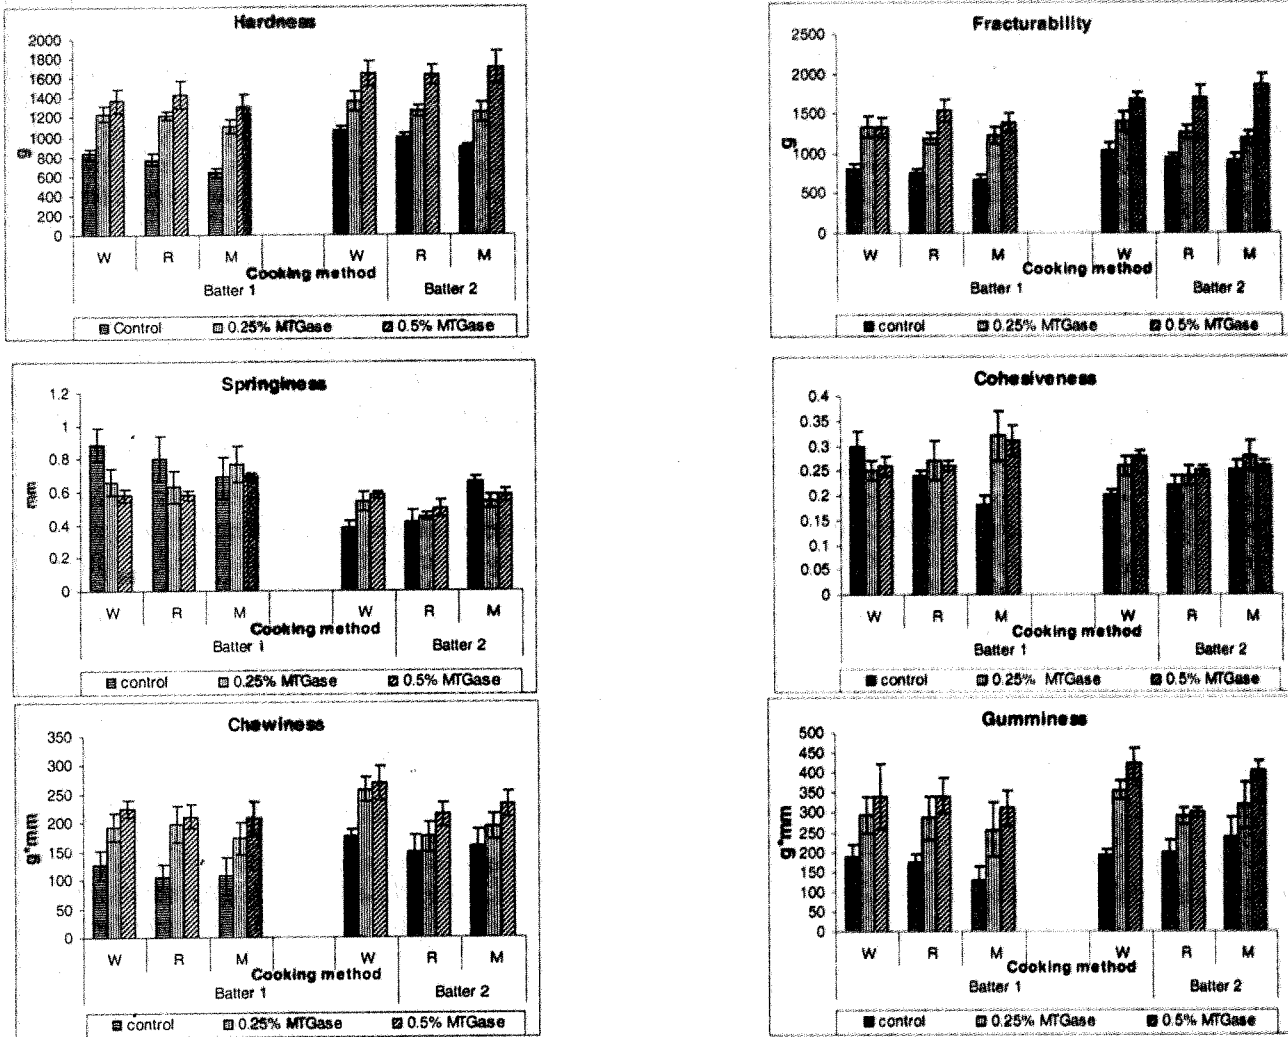 Hardness
2000
1800
1600
1400
1200
1000
800
600
400
200
0
g
W R M W R M
Cooking method
Batter 1 Batter 2
Control 0.25% MTGase 0.5% MTGase
Fracturability
2500
2000
1500
1000
500
0
g
W R M W R M
Cooking method
Batter 1 Batter 2
control 0.25% MTGase 0.5% MTGase
Springiness
1.2
1
0.8
0.6
0.4
0.2
0
mm
W R M W R M
Cooking method
Batter 1 Batter 2
control 0.25% MTGase 0.5% MTGase
Cohesiveness
0.4
0.35
0.3
0.25
0.2
0.15
0.1
0.05
0
W R M W R M
Cooking method
Batter 1 Batter 2
control 0.25% MTGase 0.5% MTGase
Chewiness
350
300
250
200
150
100
50
0
g*mm
W R M W R M
Cooking method
Batter 1 Batter 2
control 0.25% MTGase 0.5% MTGase
Gumminess
500
450
400
350
300
250
200
150
100
50
0
g*mm
W R M W R M
Cooking method
Batter 1 Batter 2
control 0.25% MTGase 0.5% MTGase